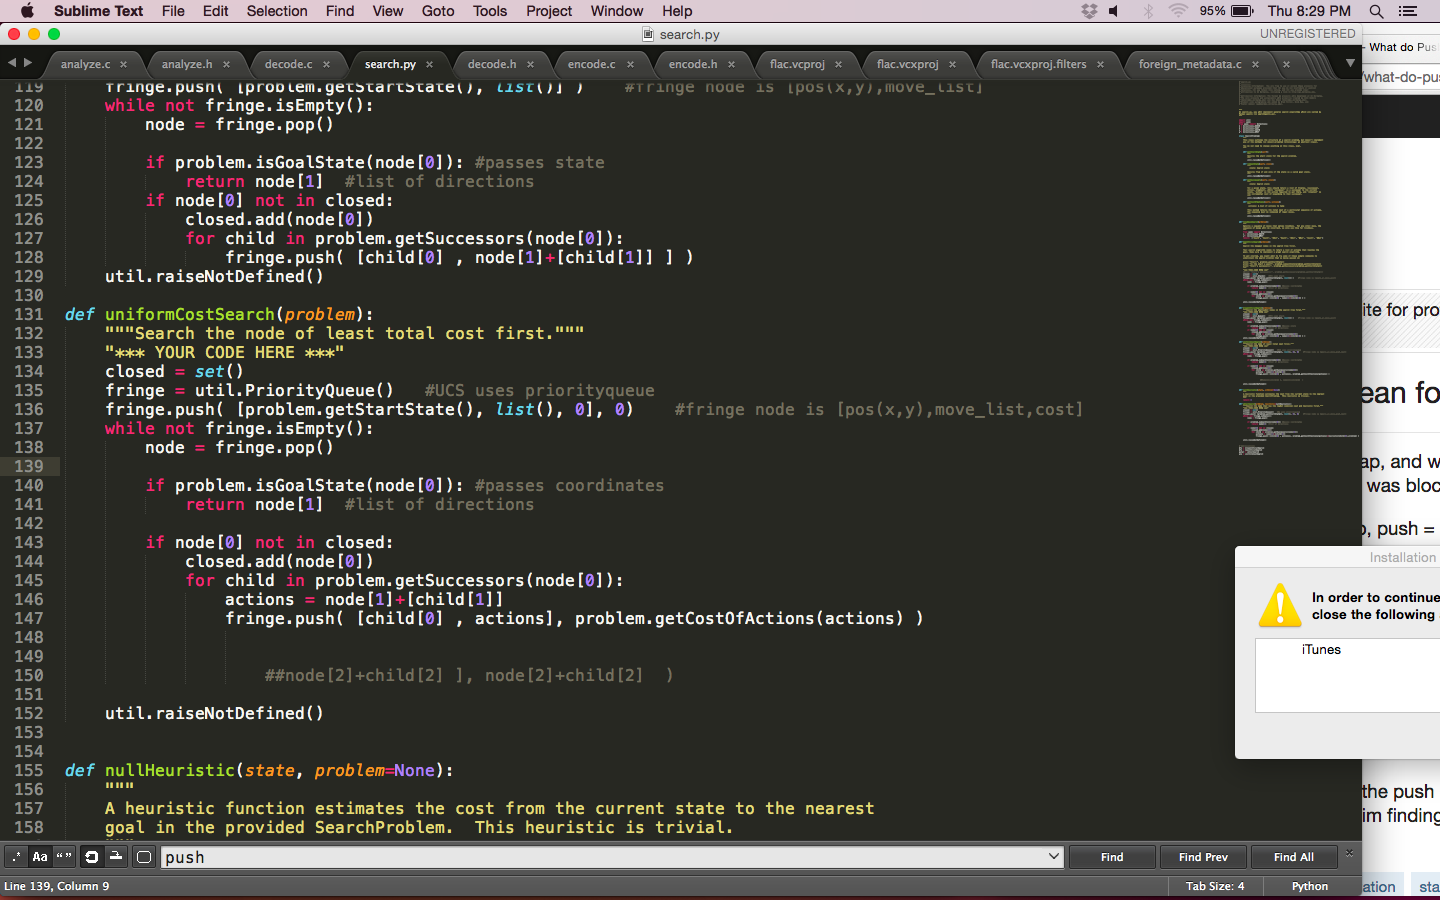 Sublime Text File Edit Selection Find View Goto Tools Project Window Help 95% Thu 8:29 PM
search.py UNREGISTERED
analyze.c × analyze.h × decode.c × search.py × decode.h × encode.c × encode.h × flac.vcproj × flac.vcxproj × flac.vcxproj.filters × foreign_metadata.c × ×
119 fringe.push( [problem.getStartState(), list()] ) #fringe node is [pos(x,y),move_list]
120 while not fringe.isEmpty():
121 node = fringe.pop()
122
123 if problem.isGoalState(node[0]): #passes state
124 return node[1] #list of directions
125 if node[0] not in closed:
126 closed.add(node[0])
127 for child in problem.getSuccessors(node[0]):
128 fringe.push( [child[0] , node[1]+[child[1]] ] )
129 util.raiseNotDefined()
130
131 def uniformCostSearch(problem):
132 """Search the node of least total cost first."""
133 "*** YOUR CODE HERE ***"
134 closed = set()
135 fringe = util.PriorityQueue() #UCS uses priorityqueue
136 fringe.push( [problem.getStartState(), list(), 0], 0) #fringe node is [pos(x,y),move_list,cost]
137 while not fringe.isEmpty():
138 node = fringe.pop()
139
140 if problem.isGoalState(node[0]): #passes coordinates
141 return node[1] #list of directions
142
143 if node[0] not in closed:
144 closed.add(node[0])
145 for child in problem.getSuccessors(node[0]):
146 actions = node[1]+[child[1]]
147 fringe.push( [child[0] , actions], problem.getCostOfActions(actions) )
148
149
150 ##node[2]+child[2] ], node[2]+child[2] )
151
152 util.raiseNotDefined()
153
154
155 def nullHeuristic(state, problem=None):
156 """
157 A heuristic function estimates the cost from the current state to the nearest
158 goal in the provided SearchProblem. This heuristic is trivial.
.* Aa “” push Find Find Prev Find All ×
Line 139, Column 9 Tab Size: 4 Python
- What do Pus
/what-do-pu
ite for pro
ean fo
ap, and w
was bloc
, push =
Installation
In order to continue
close the following
iTunes
the push
im finding
ation sta